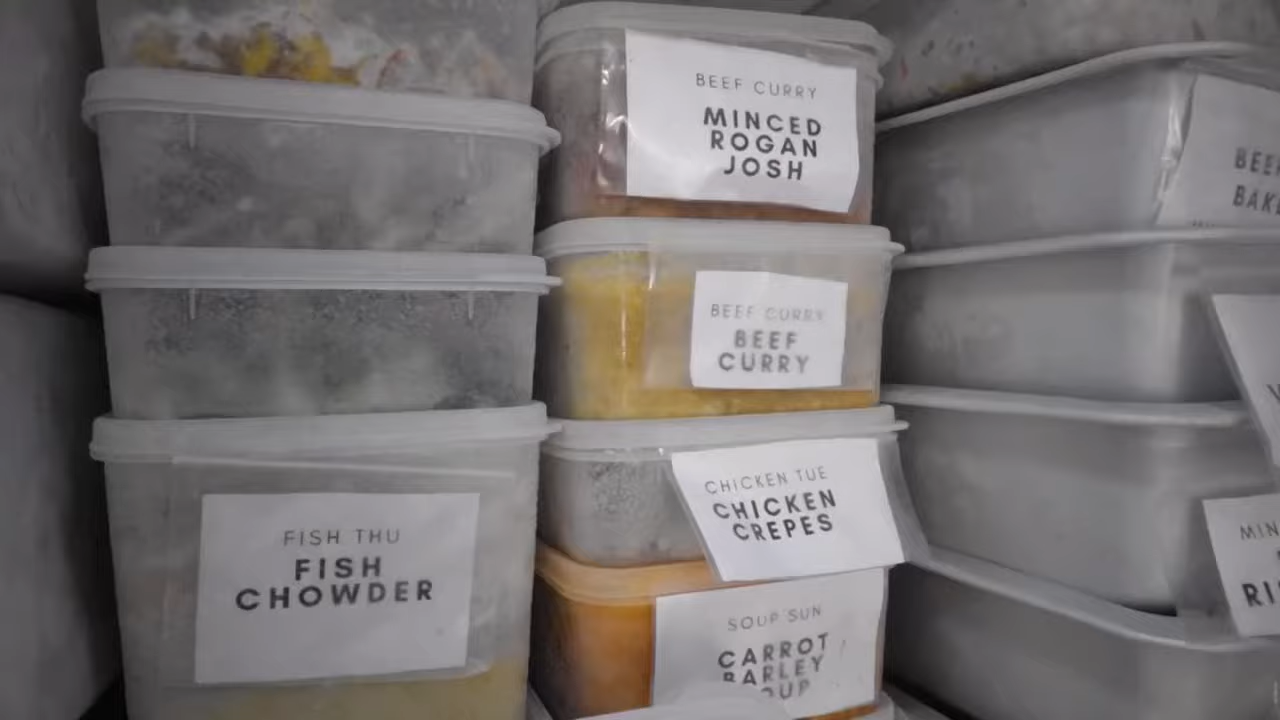 BEEF CURRY
MINCED
ROGAN
JOSH
BEEF CURRY
BEEF
CURRY
CHICKEN TUE
CHICKEN
CREPES
SOUP SUN
CARROT
BARLEY
FISH THU
FISH
CHOWDER